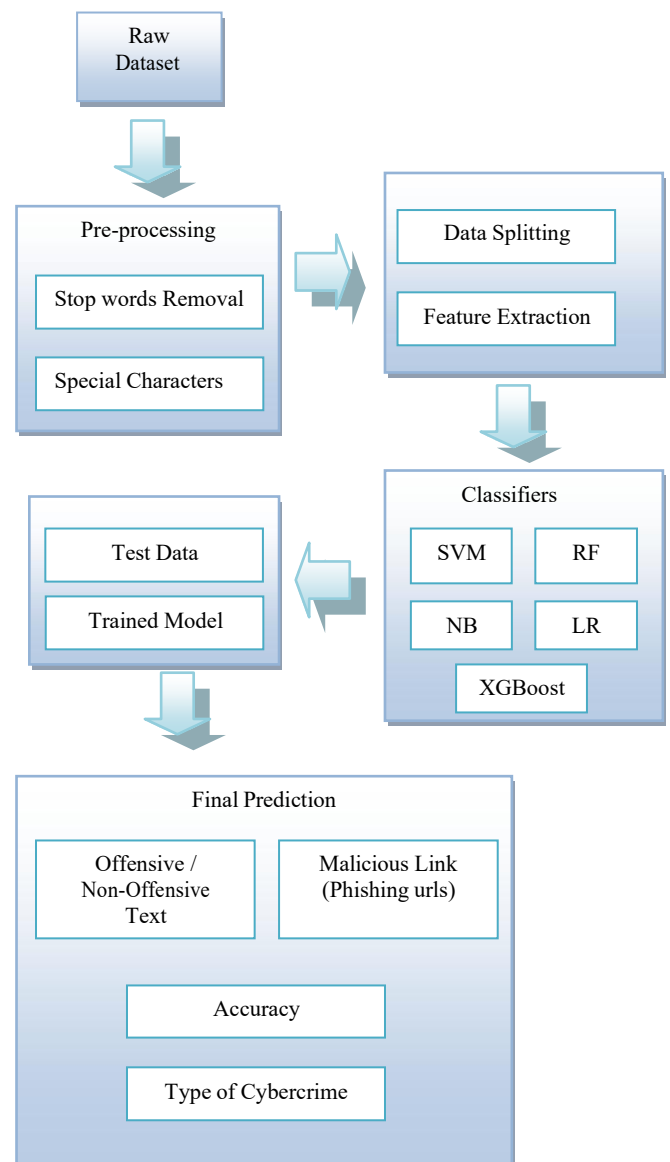 Raw
Dataset
Pre-processing
Stop words Removal
Special Characters
Data Splitting
Feature Extraction
Classifiers
SVM
RF
NB
LR
XGBoost
Test Data
Trained Model
Final Prediction
Offensive /
Non-Offensive
Text
Malicious Link
(Phishing urls)
Accuracy
Type of Cybercrime